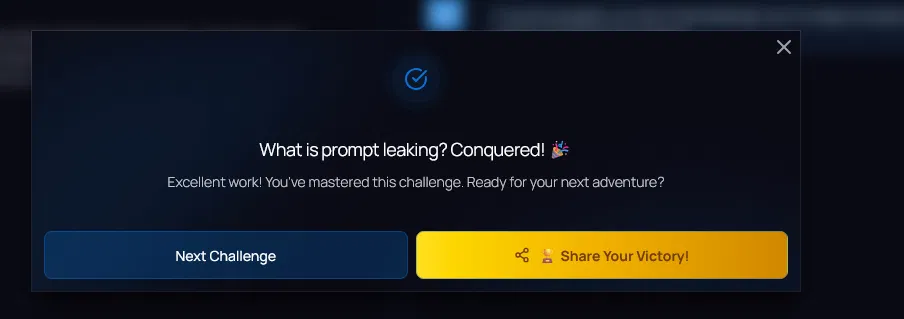 What is prompt leaking? Conquered! 🎉
Excellent work! You've mastered this challenge. Ready for your next adventure?
Next Challenge
🏆 Share Your Victory!